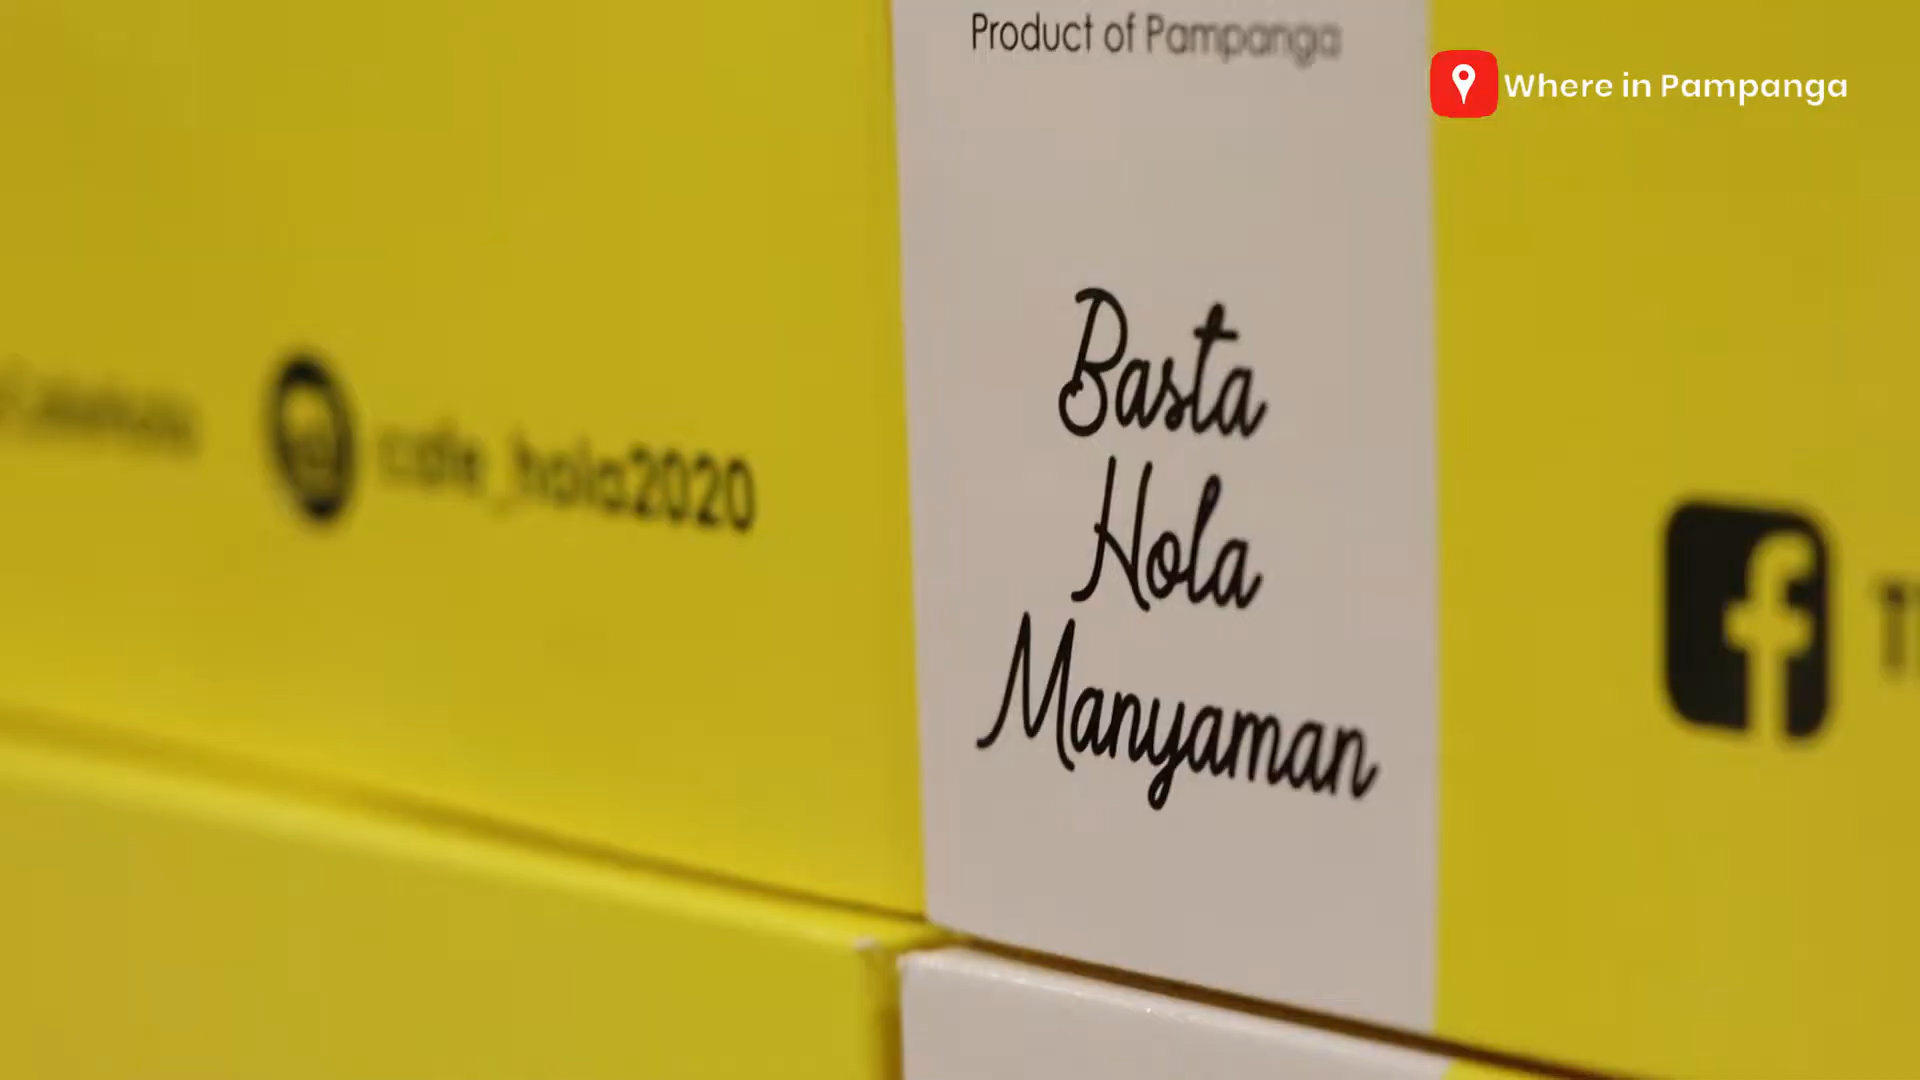 Product of Pampanga
Where in Pampanga
cafe_hola2020
Basta
Hola
Manyaman